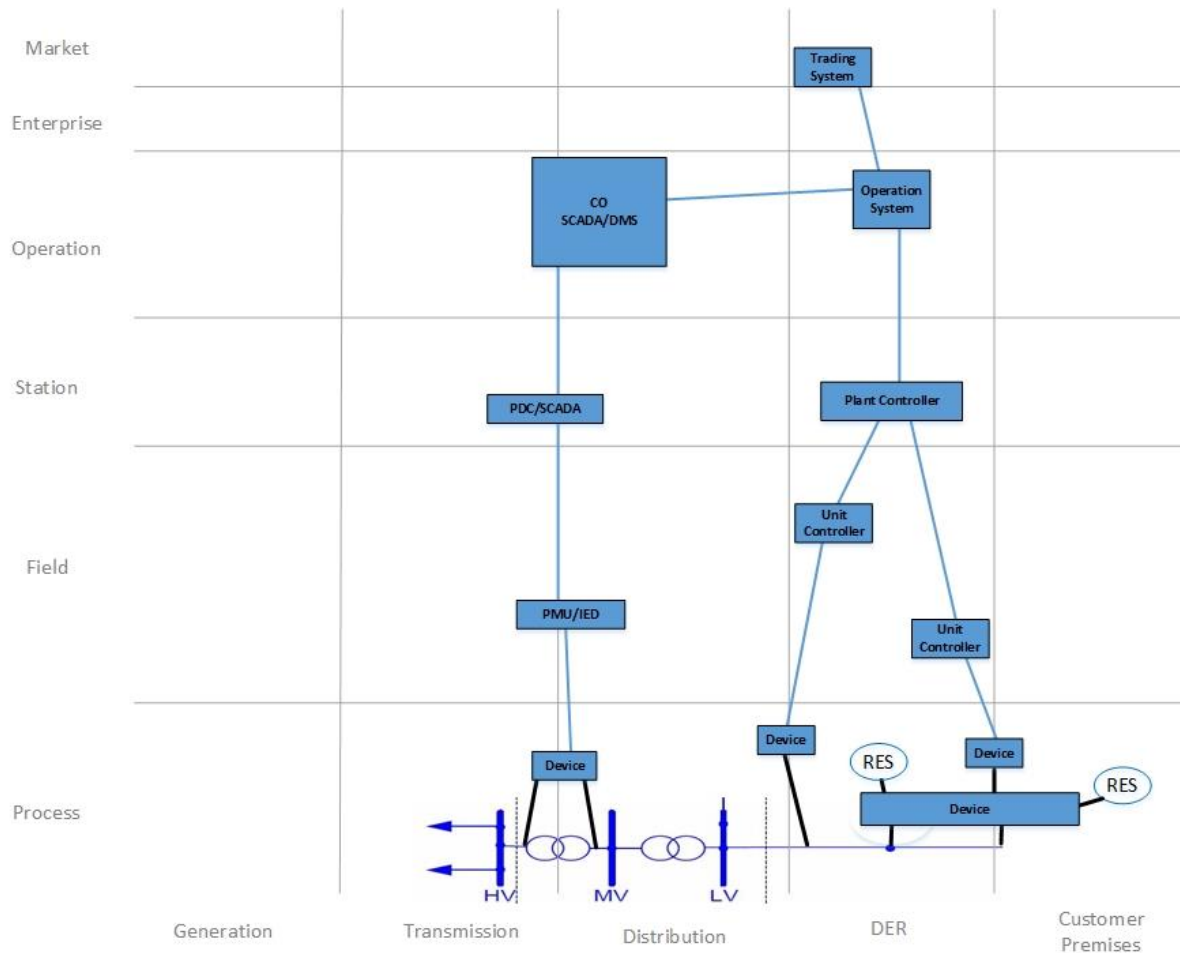 Market
Trading
System
Enterprise
CO
SCADA/DMS
Operation
System
Operation
Station
PDC/SCADA
Plant Controller
Unit
Controller
Field
PMU/IED
Unit
Controller
Device
Device
Device
RES
RES
Device
Process
HV
MV
LV
Generation
Transmission
Distribution
DER
Customer
Premises